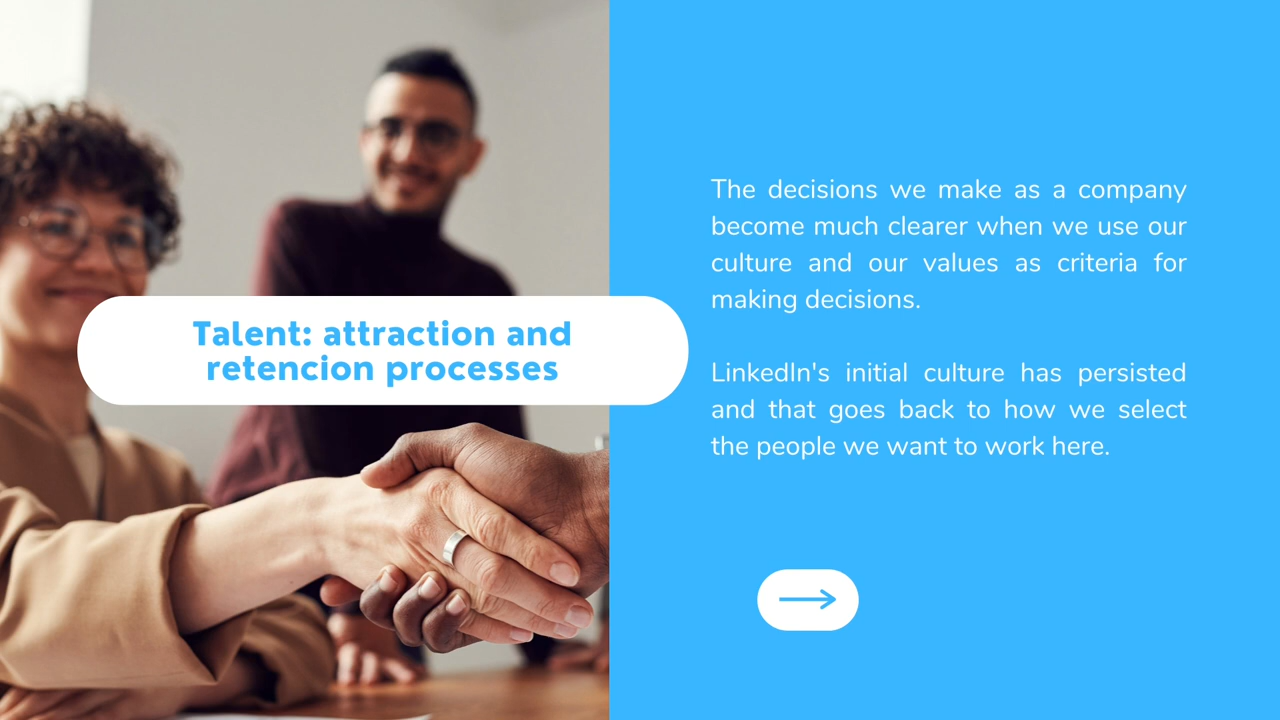 Talent: attraction and
retencion processes
The decisions we make as a company
become much clearer when we use our
culture and our values as criteria for
making decisions.
LinkedIn's initial culture has persisted
and that goes back to how we select
the people we want to work here.